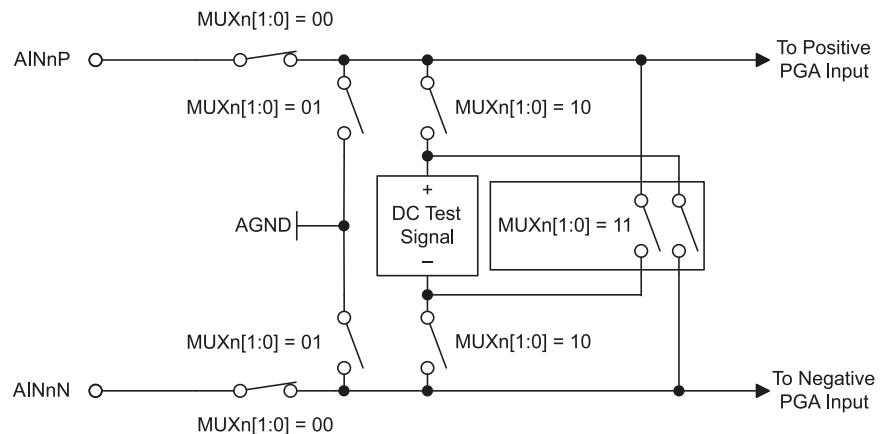 MUXn[1:0] = 00
AINnP
To Positive
PGA Input
MUXn[1:0] = 01
MUXn[1:0] = 10
+
DC Test
Signal
–
AGND
MUXn[1:0] = 11
MUXn[1:0] = 01
MUXn[1:0] = 10
AINnN
To Negative
PGA Input
MUXn[1:0] = 00